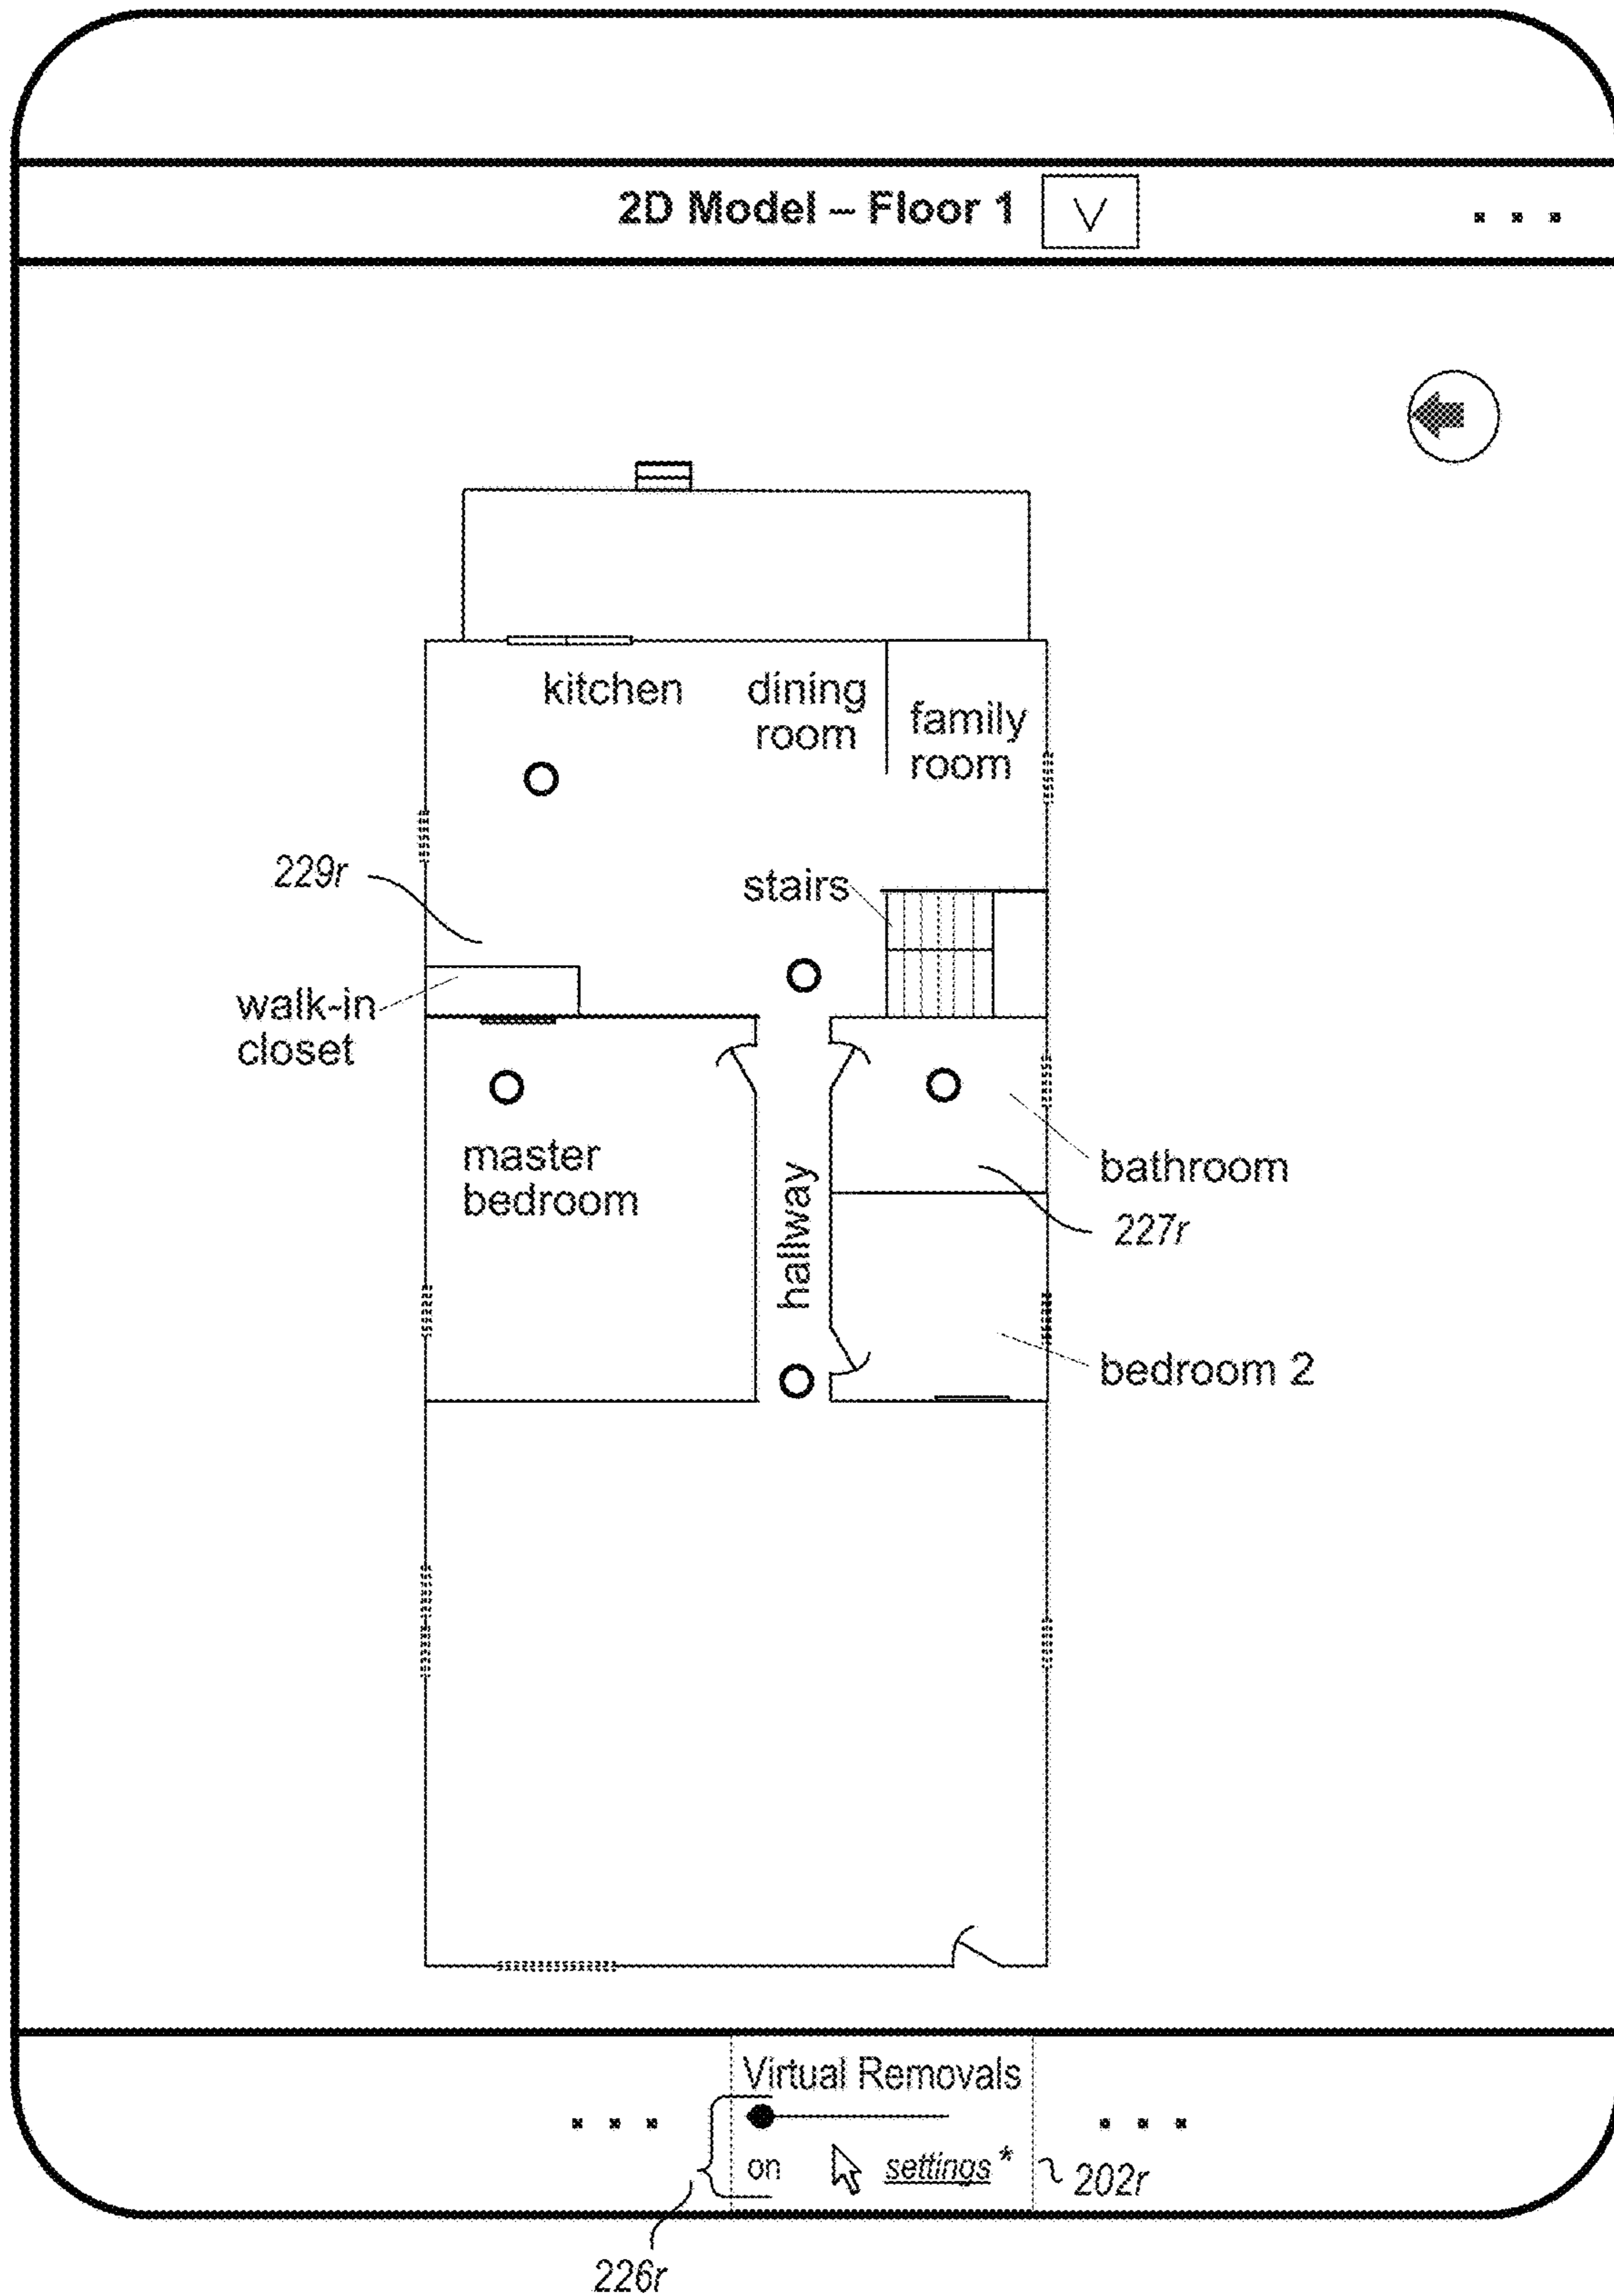 2D Model – Floor 1 V
. . .
kitchen
dining
room
family
room
229r
stairs
walk-in
closet
master
bedroom
hallway
bathroom
227r
bedroom 2
Virtual Removals
. . .
. . .
on
settings*
202r
226r